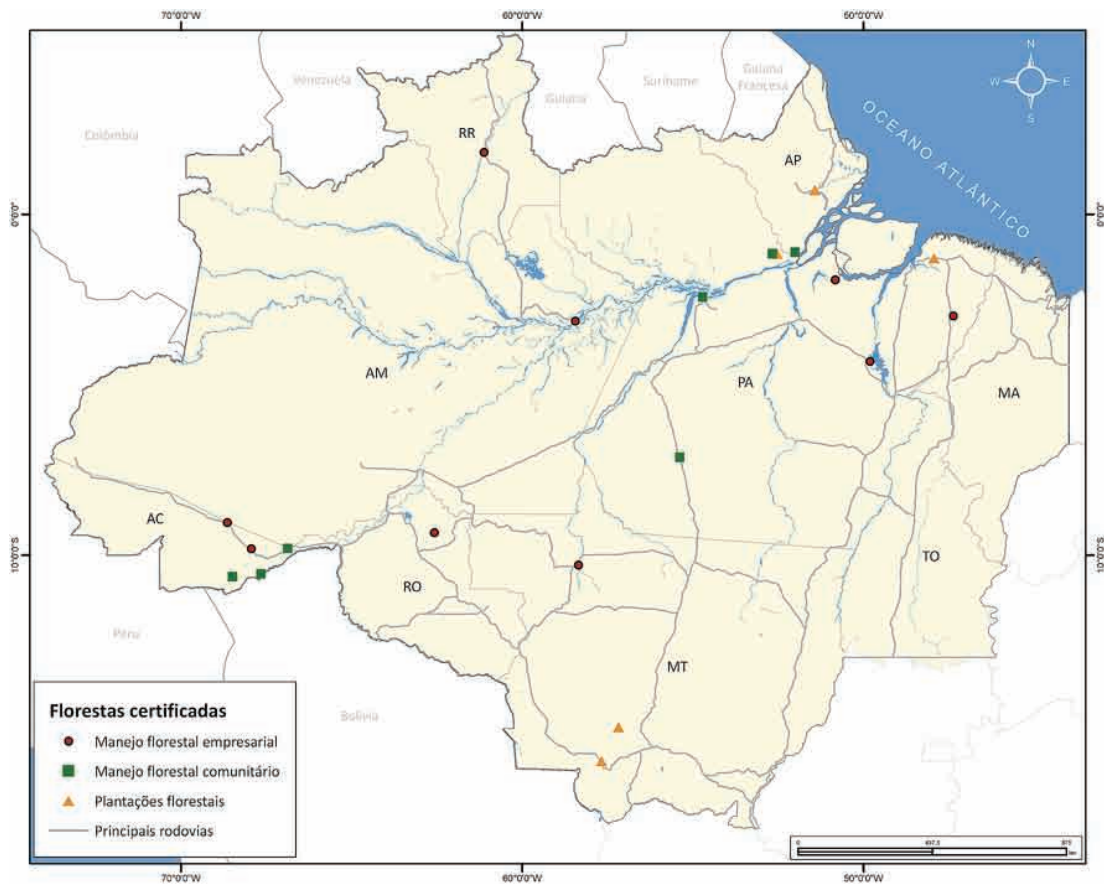 70°0'0"W
60°0'0"W
50°0'0"W
N
W
E
S
Venezuela
Guiana
Suriname
Guiana
Francesa
Colômbia
RR
AP
OCEANO ATLÂNTICO
0°0'0"
0°0'0"
AM
PA
MA
AC
TO
10°0'0"S
10°0'0"S
RO
Peru
MT
Bolívia
Florestas certificadas
Manejo florestal empresarial
Manejo florestal comunitário
Plantações florestais
Principais rodovias
0
70°0'0"W
60°0'0"W
50°0'0"W